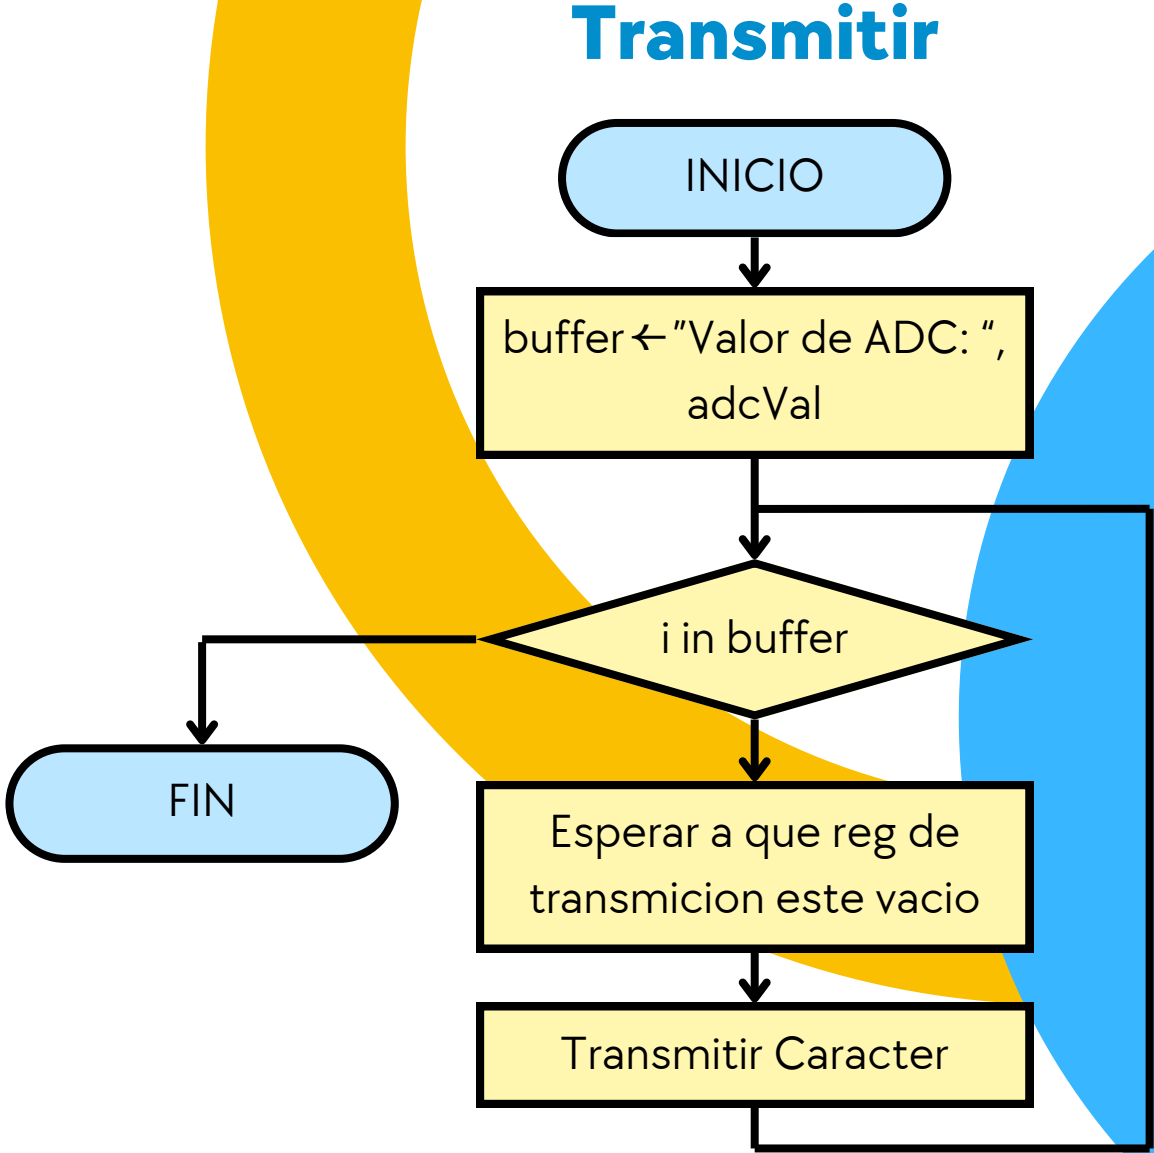 Transmitir
INICIO
buffer←”Valor de ADC: “,
adcVal
i in buffer
FIN
Esperar a que reg de
transmicion este vacio
Transmitir Caracter